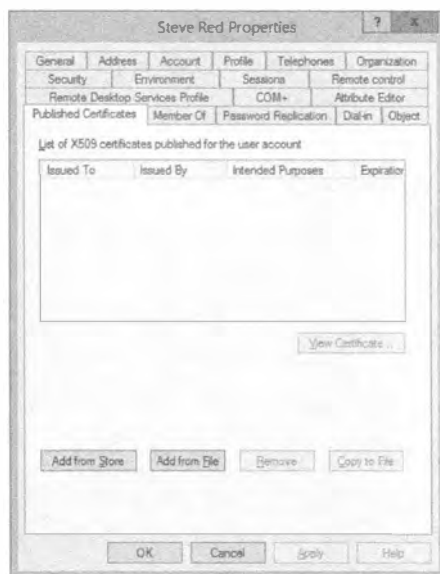 Steve Red Properties
? x
General Address Account Profile Telephones Organization
Security Environment Sessions Remote control
Remote Desktop Services Profile COM+ Attribute Editor
Published Certificates Member Of Password Replication Dial-in Object
List of X509 certificates published for the user account
Issued To Issued By Intended Purposes Expiration
View Certificate...
Add from Store Add from File Remove Copy to File
OK Cancel Apply Help